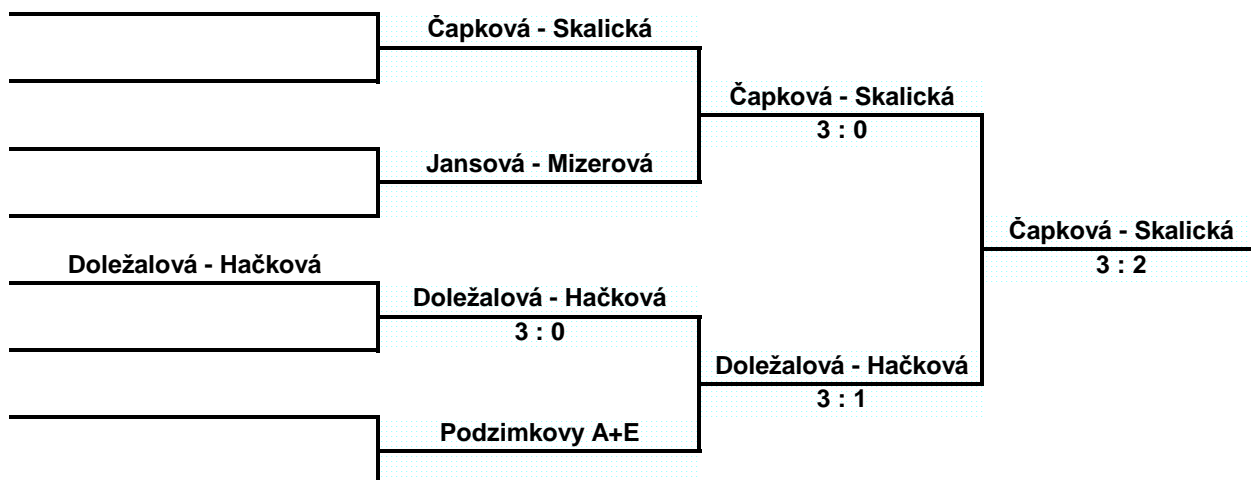 Čapková - Skalická
Čapková - Skalická
3 : 0
Jansová - Mizerová
Čapková - Skalická
3 : 2
Doležalová - Hačková
Doležalová - Hačková
3 : 0
Doležalová - Hačková
3 : 1
Podzimkovy A+E